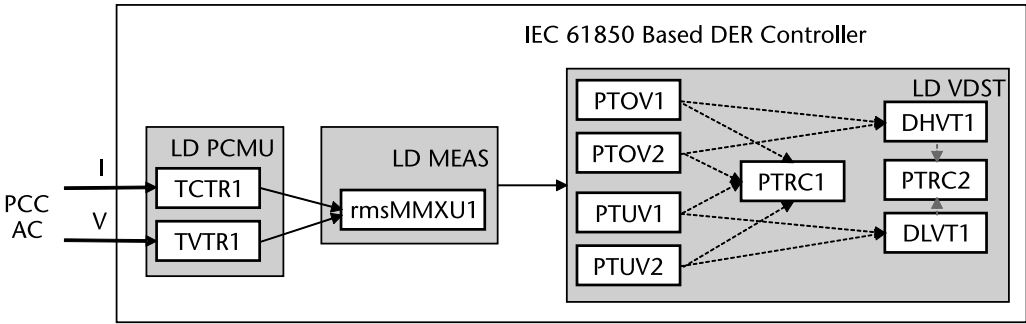 IEC 61850 Based DER Controller
LD VDST
PTOV1
DHVT1
LD PCMU
LD MEAS
PTOV2
I
TCTR1
PTRC1
PTRC2
PCC
AC
rmsMMXU1
PTUV1
V
TVTR1
DLVT1
PTUV2